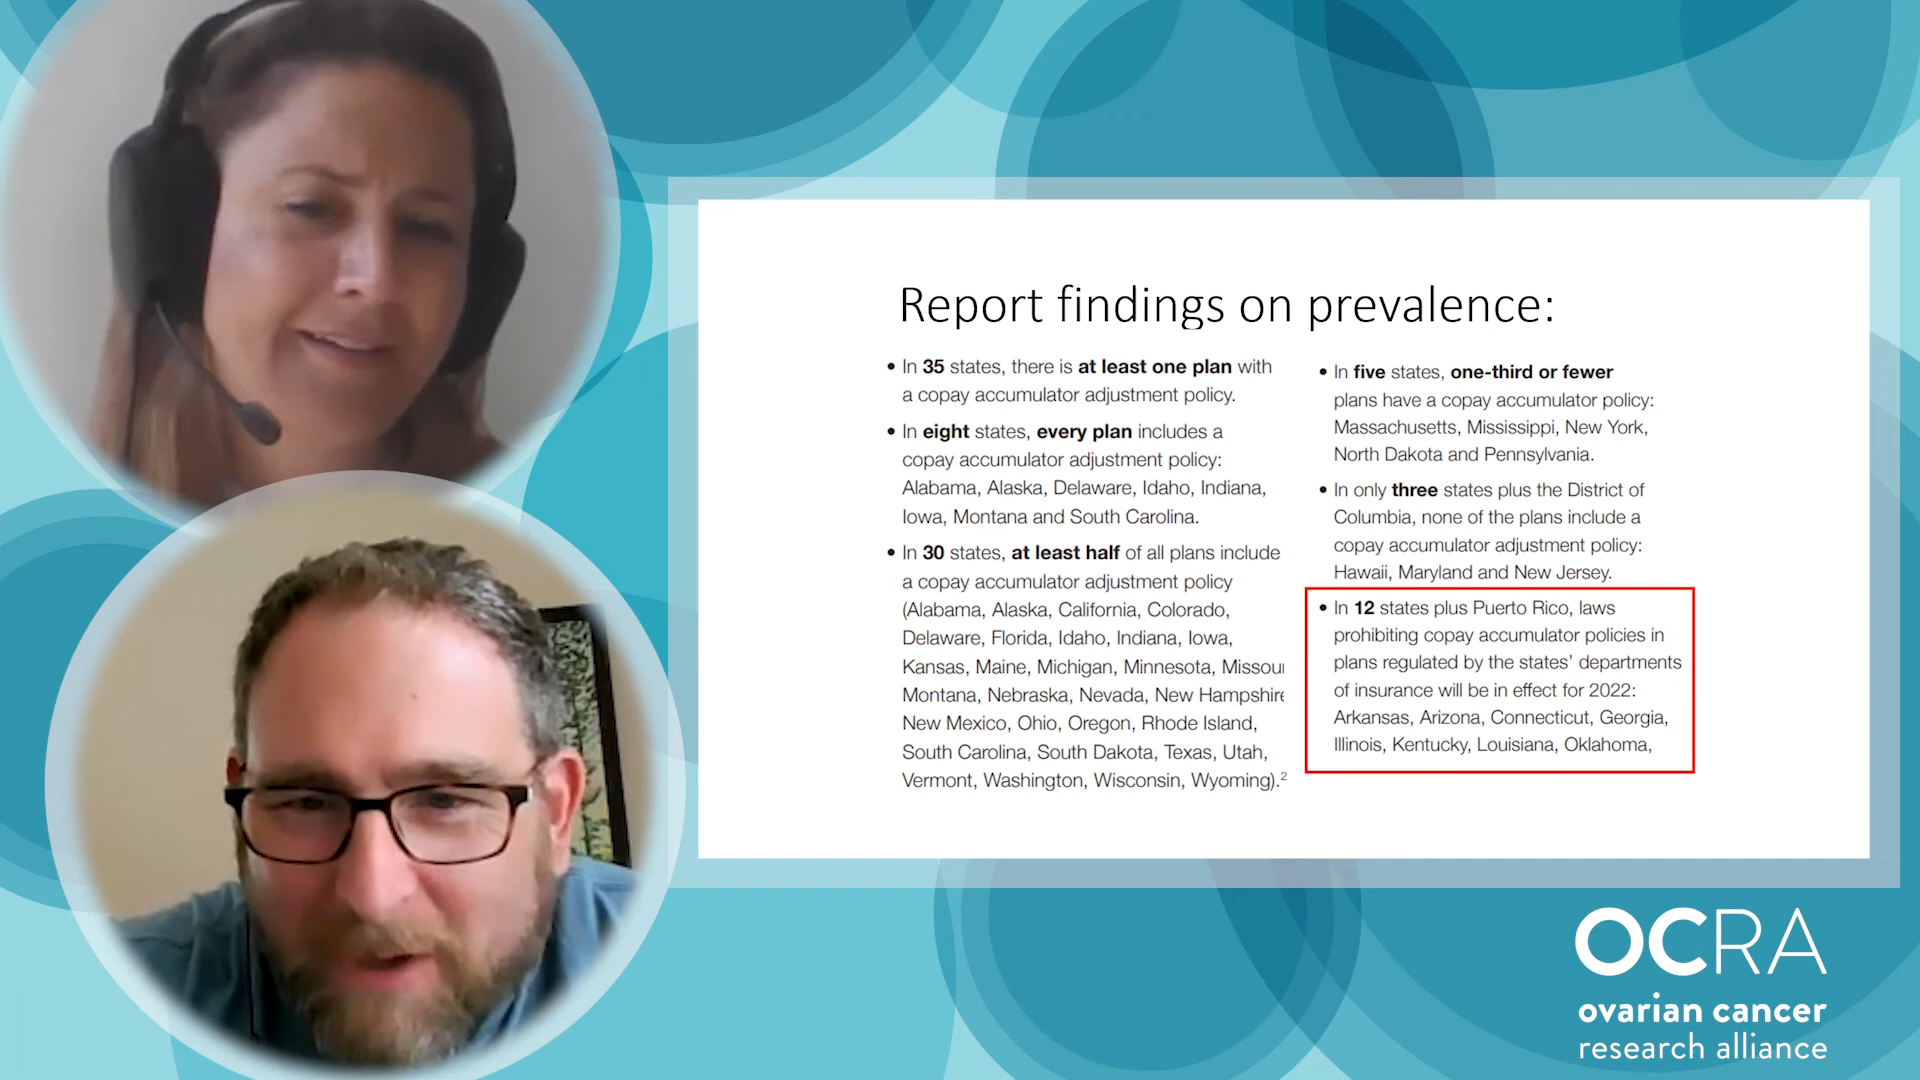 Report findings on prevalence:
• In 35 states, there is at least one plan with
a copay accumulator adjustment policy.
• In eight states, every plan includes a
copay accumulator adjustment policy:
Alabama, Alaska, Delaware, Idaho, Indiana,
Iowa, Montana and South Carolina.
• In 30 states, at least half of all plans include
a copay accumulator adjustment policy
(Alabama, Alaska, California, Colorado,
Delaware, Florida, Idaho, Indiana, Iowa,
Kansas, Maine, Michigan, Minnesota, Missour
Montana, Nebraska, Nevada, New Hampshire
New Mexico, Ohio, Oregon, Rhode Island,
South Carolina, South Dakota, Texas, Utah,
Vermont, Washington, Wisconsin, Wyoming).2
• In five states, one-third or fewer
plans have a copay accumulator policy:
Massachusetts, Mississippi, New York,
North Dakota and Pennsylvania.
• In only three states plus the District of
Columbia, none of the plans include a
copay accumulator adjustment policy:
Hawaii, Maryland and New Jersey.
• In 12 states plus Puerto Rico, laws
prohibiting copay accumulator policies in
plans regulated by the states’ departments
of insurance will be in effect for 2022:
Arkansas, Arizona, Connecticut, Georgia,
Illinois, Kentucky, Louisiana, Oklahoma,
OCRA
ovarian cancer
research alliance